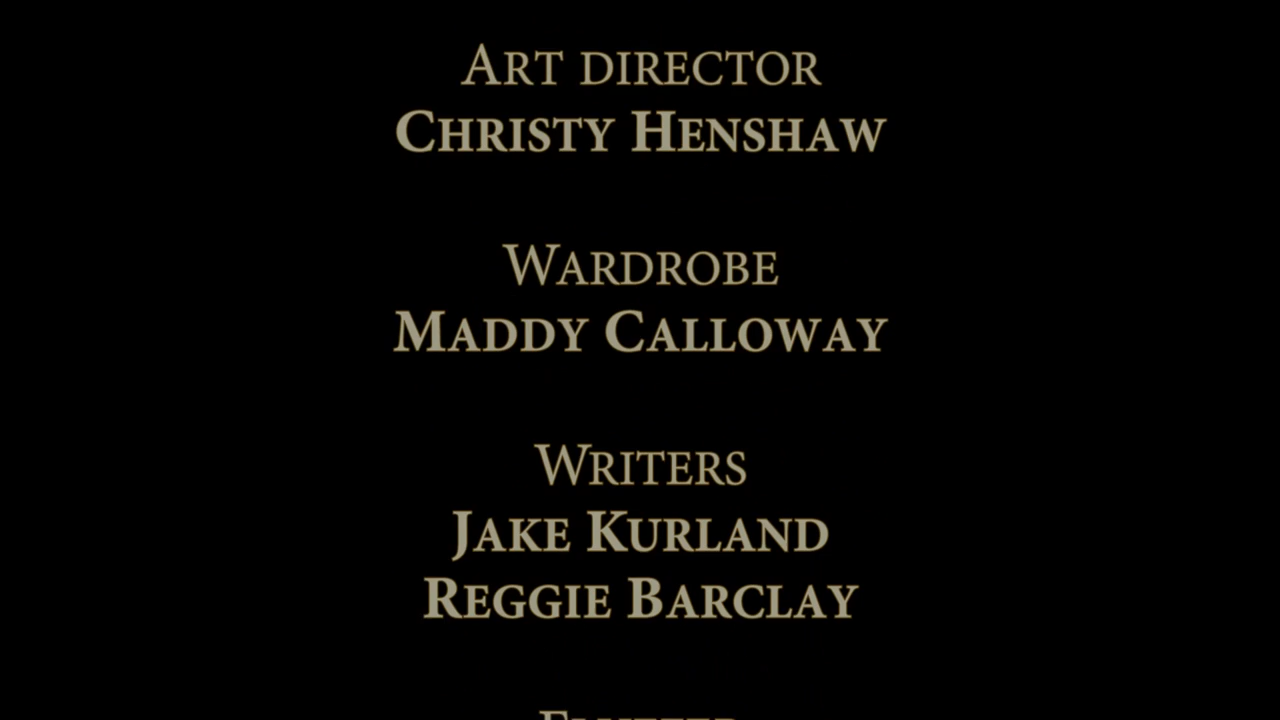 Art director
Christy Henshaw
Wardrobe
Maddy Calloway
Writers
Jake Kurland
Reggie Barclay